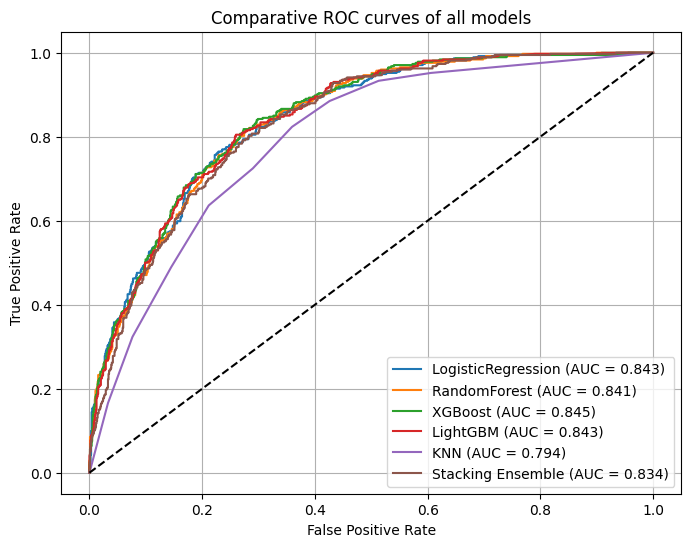 Comparative ROC curves of all models
True Positive Rate
1.0
0.8
0.6
0.4
0.2
0.0
LogisticRegression (AUC = 0.843)
RandomForest (AUC = 0.841)
XGBoost (AUC = 0.845)
LightGBM (AUC = 0.843)
KNN (AUC = 0.794)
Stacking Ensemble (AUC = 0.834)
0.0 0.2 0.4 0.6 0.8 1.0
False Positive Rate